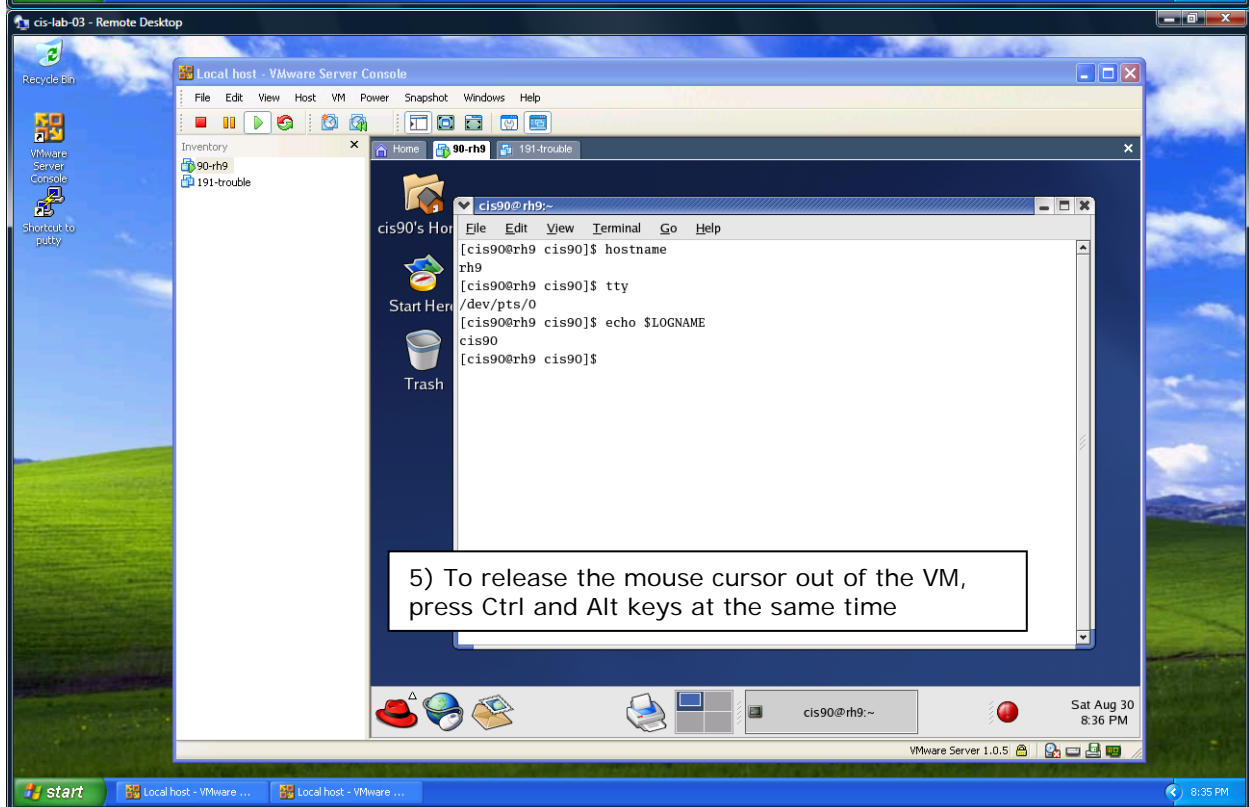 cis-lab-03 - Remote Desktop
Recycle Bin
VMware
Server
Console
Shortcut to
putty
Local host - VMware Server Console
File Edit View Host VM Power Snapshot Windows Help
Inventory
90-rh9
191-trouble
Home 90-rh9 191-trouble
cis90's Hor
Start Here
Trash
cis90@rh9:~
File Edit View Terminal Go Help
[cis90@rh9 cis90]$ hostname
rh9
[cis90@rh9 cis90]$ tty
/dev/pts/0
[cis90@rh9 cis90]$ echo $LOGNAME
cis90
[cis90@rh9 cis90]$
5) To release the mouse cursor out of the VM,
press Ctrl and Alt keys at the same time
cis90@rh9:~
Sat Aug 30
8:36 PM
VMware Server 1.0.5
start
Local host - VMware ...
Local host - VMware ...
8:35 PM